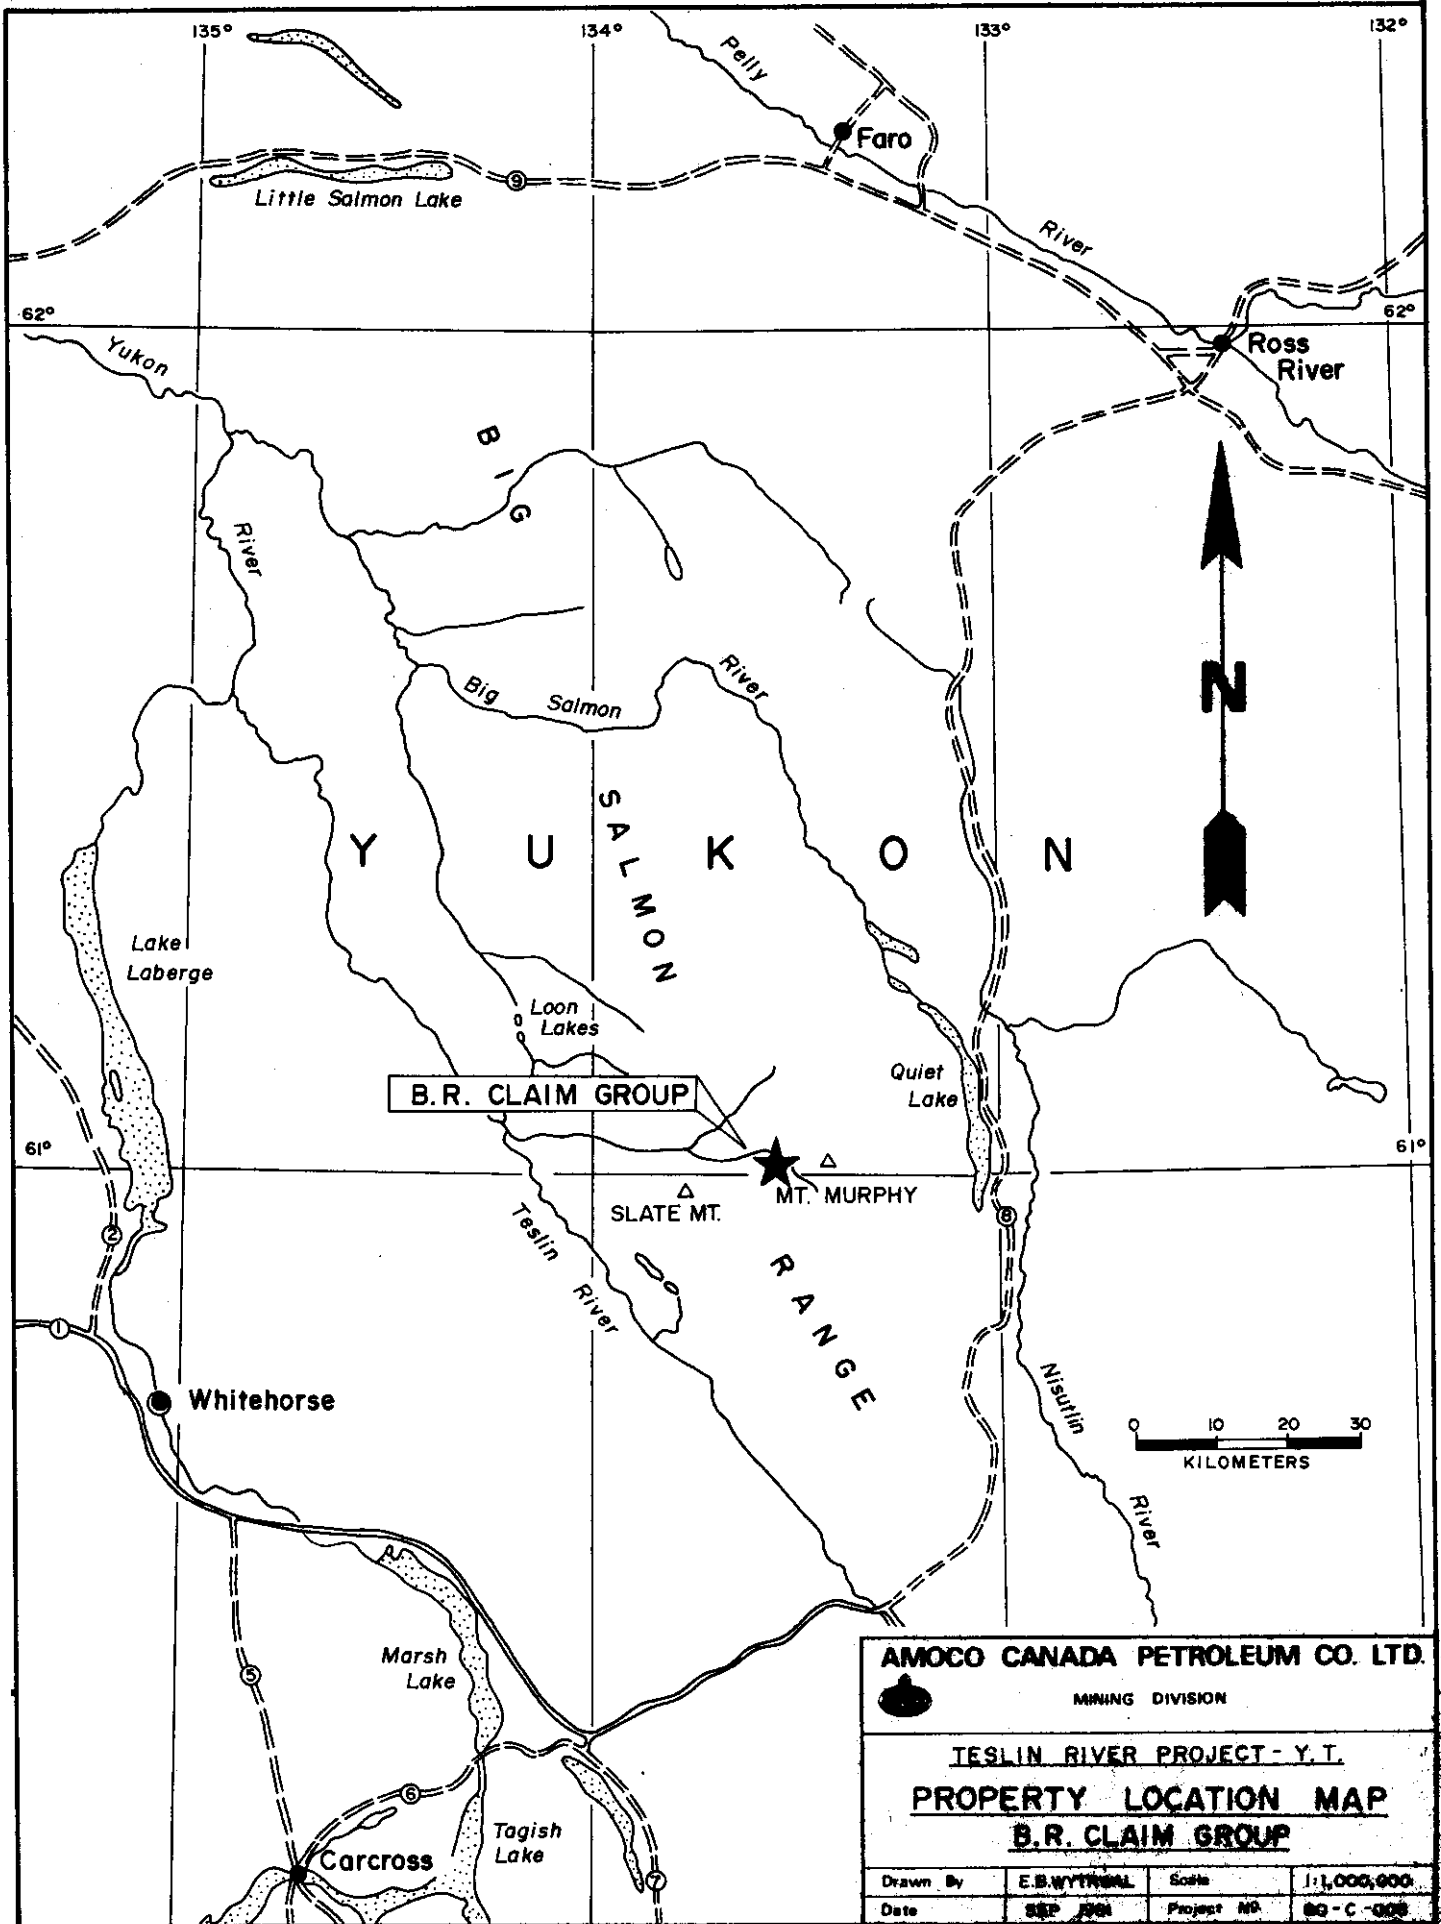 135°
134°
133°
132°
Pelly
Faro
Little Salmon Lake
9
River
62°
62°
Yukon
Ross
River
BIG
River
River
Big
Salmon
N
SALMON
Y U K O N
Lake
Laberge
Loon
Lakes
Quiet
Lake
B.R. CLAIM GROUP
61°
61°
MT. MURPHY
SLATE MT.
2
8
Teslin
River
RANGE
1
Whitehorse
Nisutlin
River
0 10 20 30
KILOMETERS
Marsh
Lake
5
6
Tagish
Lake
Carcross
7
AMOCO CANADA PETROLEUM CO. LTD.
MINING DIVISION
TESLIN RIVER PROJECT - Y. T.
PROPERTY LOCATION MAP
B.R. CLAIM GROUP
Drawn By
Scale 1:1,000,000
Date SEP
Project Nº